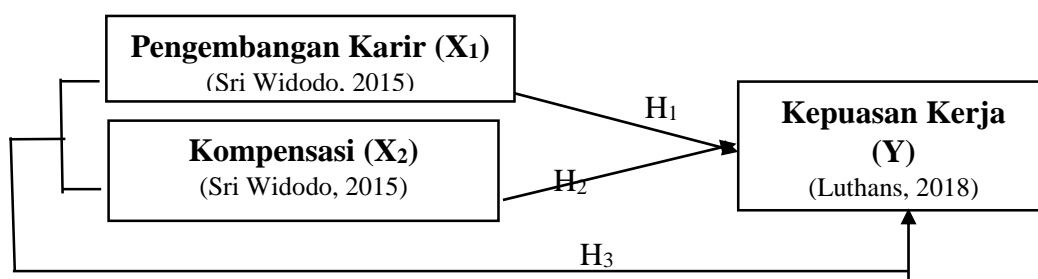 Pengembangan Karir (X₁)
(Sri Widodo, 2015)
Kompensasi (X₂)
(Sri Widodo, 2015)
H₁
H₂
Kepuasan Kerja
(Y)
(Luthans, 2018)
H₃